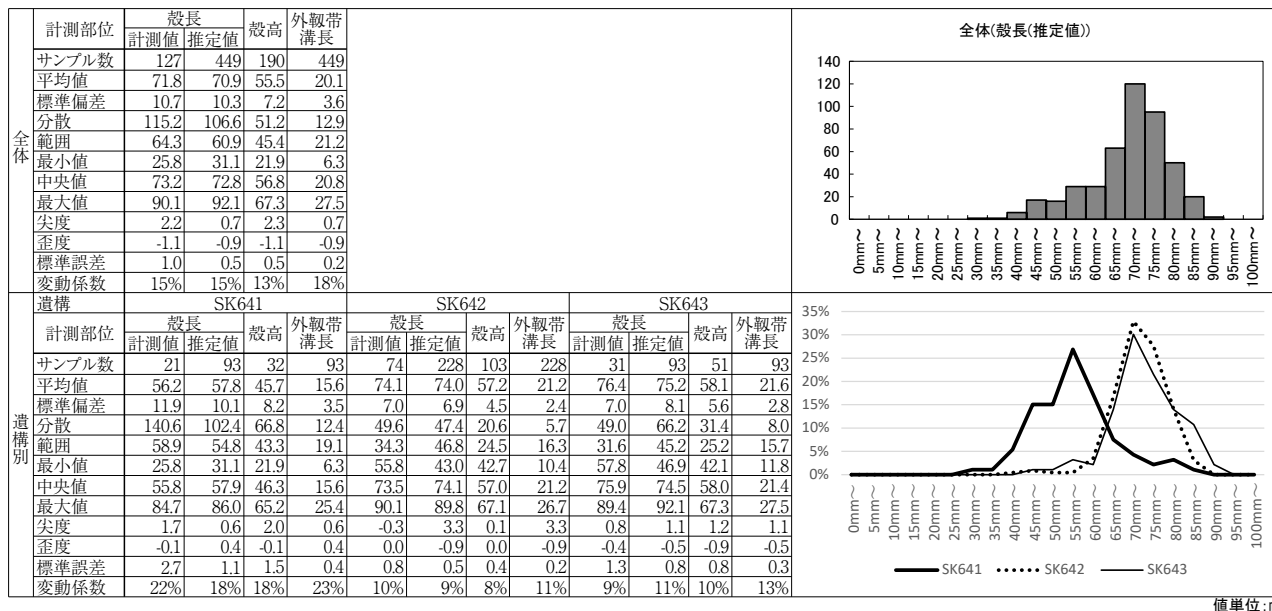 全体
計測部位 殻長 殻高 外靱帯溝長
計測値 推定値
サンプル数 127 449 190 449
平均値 71.8 70.9 55.5 20.1
標準偏差 10.7 10.3 7.2 3.6
分散 115.2 106.6 51.2 12.9
範囲 64.3 60.9 45.4 21.2
最小値 25.8 31.1 21.9 6.3
中央値 73.2 72.8 56.8 20.8
最大値 90.1 92.1 67.3 27.5
尖度 2.2 0.7 2.3 0.7
歪度 -1.1 -0.9 -1.1 -0.9
標準誤差 1.0 0.5 0.5 0.2
変動係数 15% 15% 13% 18%
全体(殻長(推定値))
140
120
100
80
60
40
20
0
0mm～ 5mm～ 10mm～ 15mm～ 20mm～ 25mm～ 30mm～ 35mm～ 40mm～ 45mm～ 50mm～ 55mm～ 60mm～ 65mm～ 70mm～ 75mm～ 80mm～ 85mm～ 90mm～ 95mm～ 100mm～
遺構別
遺構 SK641 SK642 SK643
計測部位 殻長 殻高 外靱帯溝長 殻長 殻高 外靱帯溝長 殻長 殻高 外靱帯溝長
計測値 推定値 計測値 推定値 計測値 推定値
サンプル数 21 93 32 93 74 228 103 228 31 93 51 93
平均値 56.2 57.8 45.7 15.6 74.1 74.0 57.2 21.2 76.4 75.2 58.1 21.6
標準偏差 11.9 10.1 8.2 3.5 7.0 6.9 4.5 2.4 7.0 8.1 5.6 2.8
分散 140.6 102.4 66.8 12.4 49.6 47.4 20.6 5.7 49.0 66.2 31.4 8.0
範囲 58.9 54.8 43.3 19.1 34.3 46.8 24.5 16.3 31.6 45.2 25.2 15.7
最小値 25.8 31.1 21.9 6.3 55.8 43.0 42.7 10.4 57.8 46.9 42.1 11.8
中央値 55.8 57.9 46.3 15.6 73.5 74.1 57.0 21.2 75.9 74.5 58.0 21.4
最大値 84.7 86.0 65.2 25.4 90.1 89.8 67.1 26.7 89.4 92.1 67.3 27.5
尖度 1.7 0.6 2.0 0.6 -0.3 3.3 0.1 3.3 0.8 1.1 1.2 1.1
歪度 -0.1 0.4 -0.1 0.4 0.0 -0.9 0.0 -0.9 -0.4 -0.5 -0.9 -0.5
標準誤差 2.7 1.1 1.5 0.4 0.8 0.5 0.4 0.2 1.3 0.8 0.8 0.3
変動係数 22% 18% 18% 23% 10% 9% 8% 11% 9% 11% 10% 13%
35%
30%
25%
20%
15%
10%
5%
0%
0mm～ 5mm～ 10mm～ 15mm～ 20mm～ 25mm～ 30mm～ 35mm～ 40mm～ 45mm～ 50mm～ 55mm～ 60mm～ 65mm～ 70mm～ 75mm～ 80mm～ 85mm～ 90mm～ 95mm～ 100mm～
SK641 SK642 SK643
値単位: